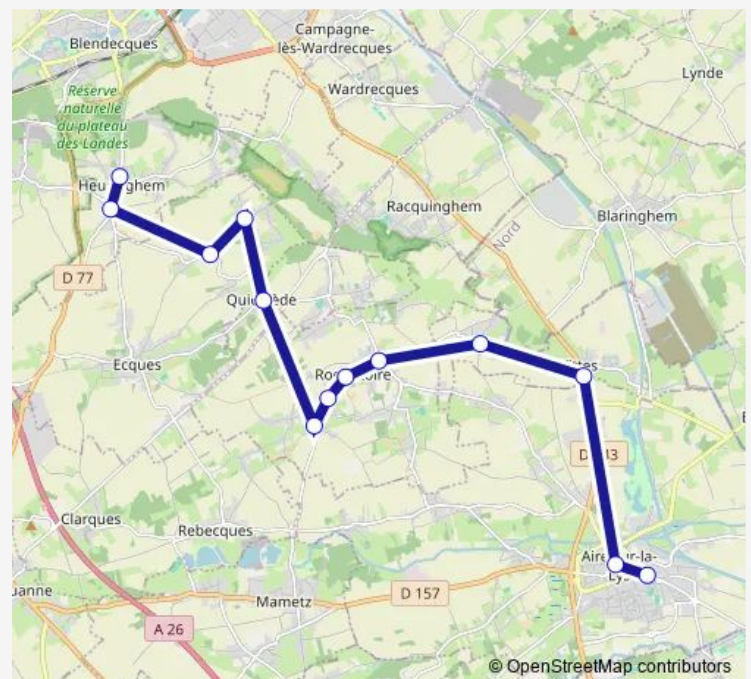 Campagne-
lès-Wardrecques
Blendecques
Lynde
Wardrecques
Réserve
naturelle
du plateau
des Landes
Racquinghem
Blaringhem
Nord
D 77
Ecques
Clarques
Rebecques
D 157
Mametz
A 26
© OpenStreetMap contributors